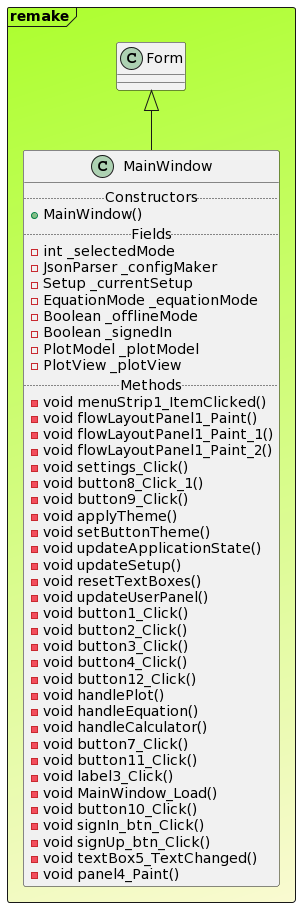 remake
C Form
C MainWindow
Constructors
MainWindow()
Fields
int _selectedMode
JsonParser _configMaker
Setup _currentSetup
EquationMode _equationMode
Boolean _offlineMode
Boolean _signedIn
PlotModel _plotModel
PlotView _plotView
Methods
void menuStrip1_ItemClicked()
void flowLayoutPanel1_Paint()
void flowLayoutPanel1_Paint_1()
void flowLayoutPanel1_Paint_2()
void settings_Click()
void button8_Click_1()
void button9_Click()
void applyTheme()
void setButtonTheme()
void updateApplicationState()
void updateSetup()
void resetTextBoxes()
void updateUserPanel()
void button1_Click()
void button2_Click()
void button3_Click()
void button4_Click()
void button12_Click()
void handlePlot()
void handleEquation()
void handleCalculator()
void button7_Click()
void button11_Click()
void label3_Click()
void MainWindow_Load()
void button10_Click()
void signIn_btn_Click()
void signUp_btn_Click()
void textBox5_TextChanged()
void panel4_Paint()